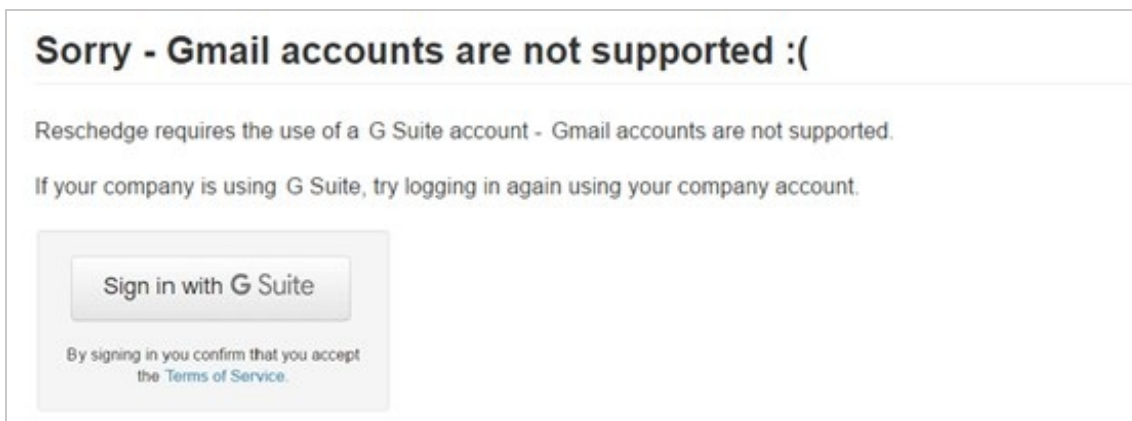 Sorry - Gmail accounts are not supported :(
Reschedge requires the use of a G Suite account - Gmail accounts are not supported.
If your company is using G Suite, try logging in again using your company account.
Sign in with G Suite
By signing in you confirm that you accept
the Terms of Service.